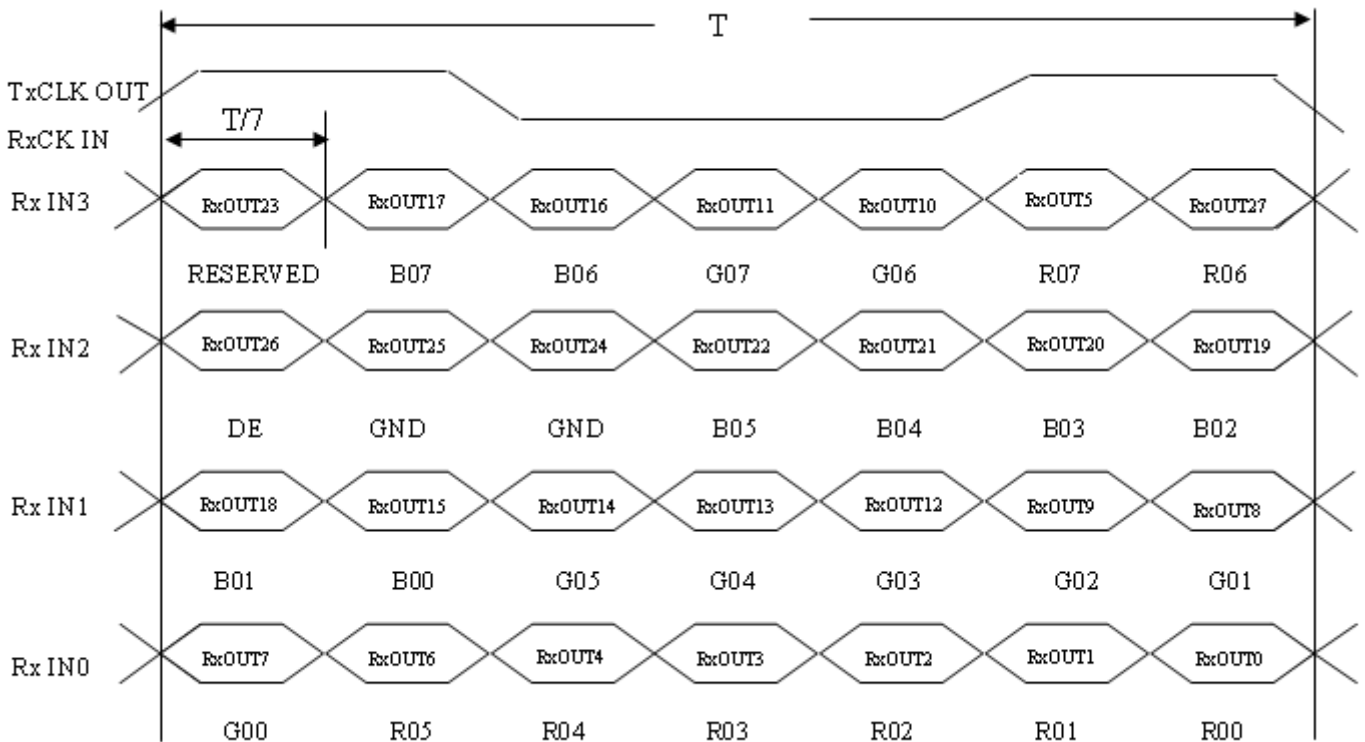 T
TxCLK OUT
T/7
RxCK IN
Rx IN3 RxOUT23 RxOUT17 RxOUT16 RxOUT11 RxOUT10 RxOUT5 RxOUT27
RESERVED B07 B06 G07 G06 R07 R06
Rx IN2 RxOUT26 RxOUT25 RxOUT24 RxOUT22 RxOUT21 RxOUT20 RxOUT19
DE GND GND B05 B04 B03 B02
Rx IN1 RxOUT18 RxOUT15 RxOUT14 RxOUT13 RxOUT12 RxOUT9 RxOUT8
B01 B00 G05 G04 G03 G02 G01
Rx IN0 RxOUT7 RxOUT6 RxOUT4 RxOUT3 RxOUT2 RxOUT1 RxOUT0
G00 R05 R04 R03 R02 R01 R00